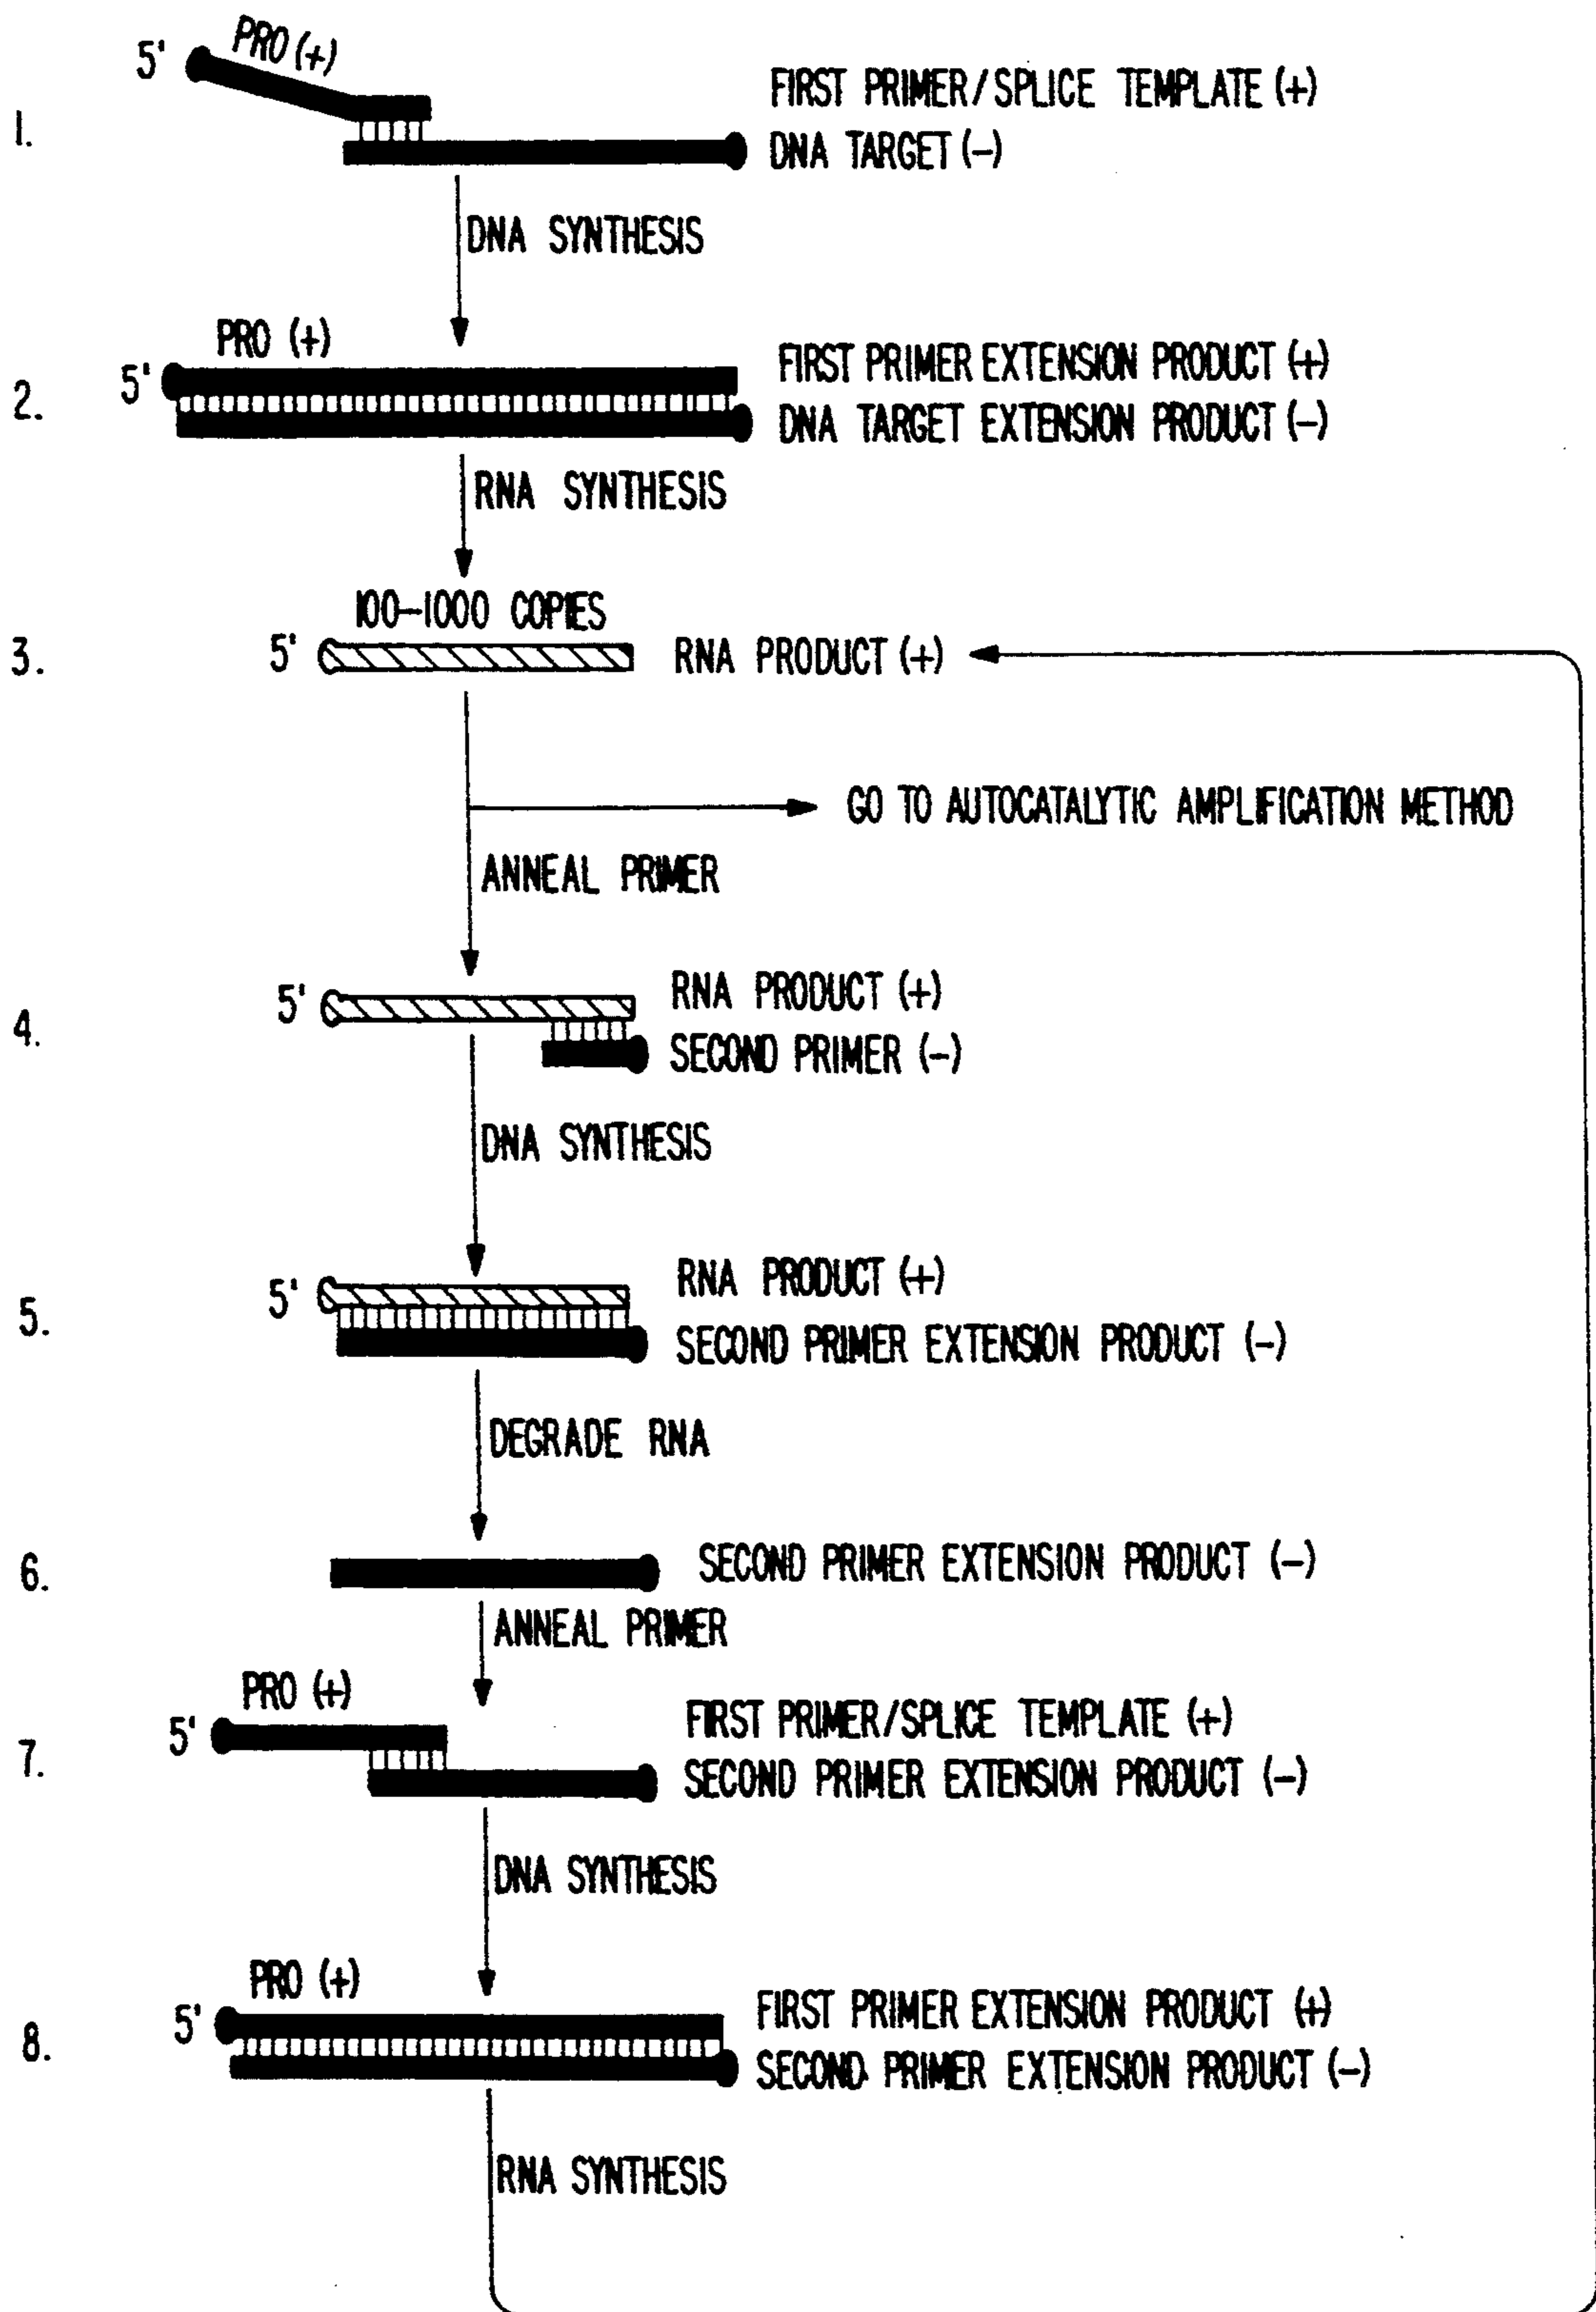 5' PRO (+)
1.
FIRST PRIMER/SPLICE TEMPLATE (+)
DNA TARGET (-)
DNA SYNTHESIS
PRO (+)
2.
5'
FIRST PRIMER EXTENSION PRODUCT (+)
DNA TARGET EXTENSION PRODUCT (-)
RNA SYNTHESIS
100-1000 COPIES
3.
5'
RNA PRODUCT (+)
GO TO AUTOCATALYTIC AMPLIFICATION METHOD
ANNEAL PRIMER
4.
5'
RNA PRODUCT (+)
SECOND PRIMER (-)
DNA SYNTHESIS
5.
5'
RNA PRODUCT (+)
SECOND PRIMER EXTENSION PRODUCT (-)
DEGRADE RNA
6.
SECOND PRIMER EXTENSION PRODUCT (-)
ANNEAL PRIMER
PRO (+)
7.
5'
FIRST PRIMER/SPLICE TEMPLATE (+)
SECOND PRIMER EXTENSION PRODUCT (-)
DNA SYNTHESIS
PRO (+)
8.
5'
FIRST PRIMER EXTENSION PRODUCT (+)
SECOND PRIMER EXTENSION PRODUCT (-)
RNA SYNTHESIS